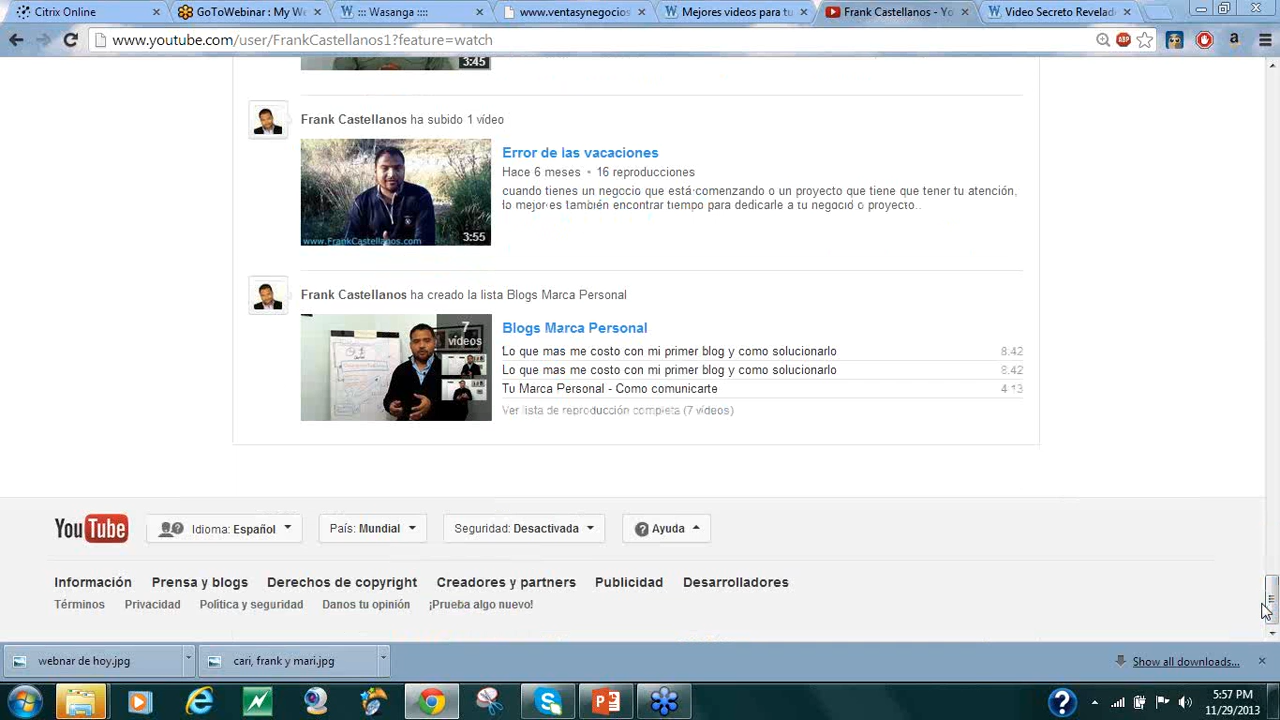 Citrix Online
GoToWebinar : My We
::: Wasanga ::::
www.ventasynegocios
Mejores videos para tu
Frank Castellanos - Yo
Video Secreto Revelad
www.youtube.com/user/FrankCastellanos1?feature=watch
3:45
Frank Castellanos ha subido 1 vídeo
Error de las vacaciones
Hace 6 meses • 16 reproducciones
cuando tienes un negocio que está comenzando o un proyecto que tiene que tener tu atención,
lo mejor es también encontrar tiempo para dedicarle a tu negocio o proyecto..
www.FrankCastellanos.com
3:55
Frank Castellanos ha creado la lista Blogs Marca Personal
7
vídeos
Blogs Marca Personal
Lo que mas me costo con mi primer blog y como solucionarlo 8:42
Lo que mas me costo con mi primer blog y como solucionarlo 8:42
Tu Marca Personal - Como comunicarte 4:13
Ver lista de reproducción completa (7 vídeos)
YouTube
Idioma: Español
País: Mundial
Seguridad: Desactivada
Ayuda
Información Prensa y blogs Derechos de copyright Creadores y partners Publicidad Desarrolladores
Términos Privacidad Política y seguridad Danos tu opinión ¡Prueba algo nuevo!
webnar de hoy.jpg
cari, frank y mari.jpg
Show all downloads...
5:57 PM
11/29/2013